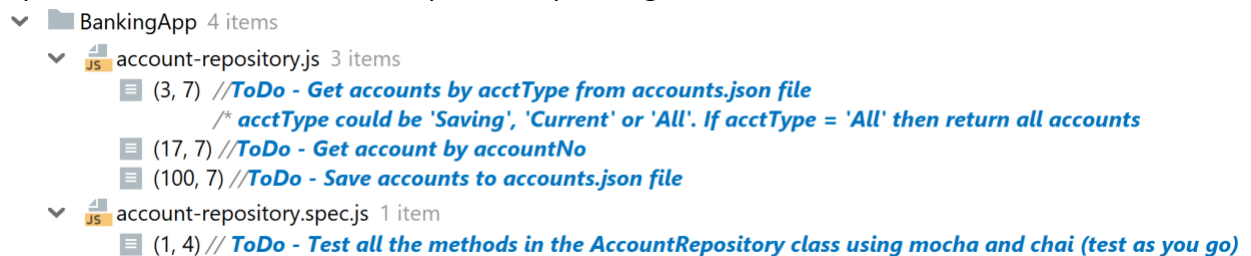 BankingApp 4 items
JS account-repository.js 3 items
(3, 7) //ToDo - Get accounts by acctType from accounts.json file
/* acctType could be 'Saving', 'Current' or 'All'. If acctType = 'All' then return all accounts
(17, 7) //ToDo - Get account by accountNo
(100, 7) //ToDo - Save accounts to accounts.json file
JS account-repository.spec.js 1 item
(1, 4) // ToDo - Test all the methods in the AccountRepository class using mocha and chai (test as you go)